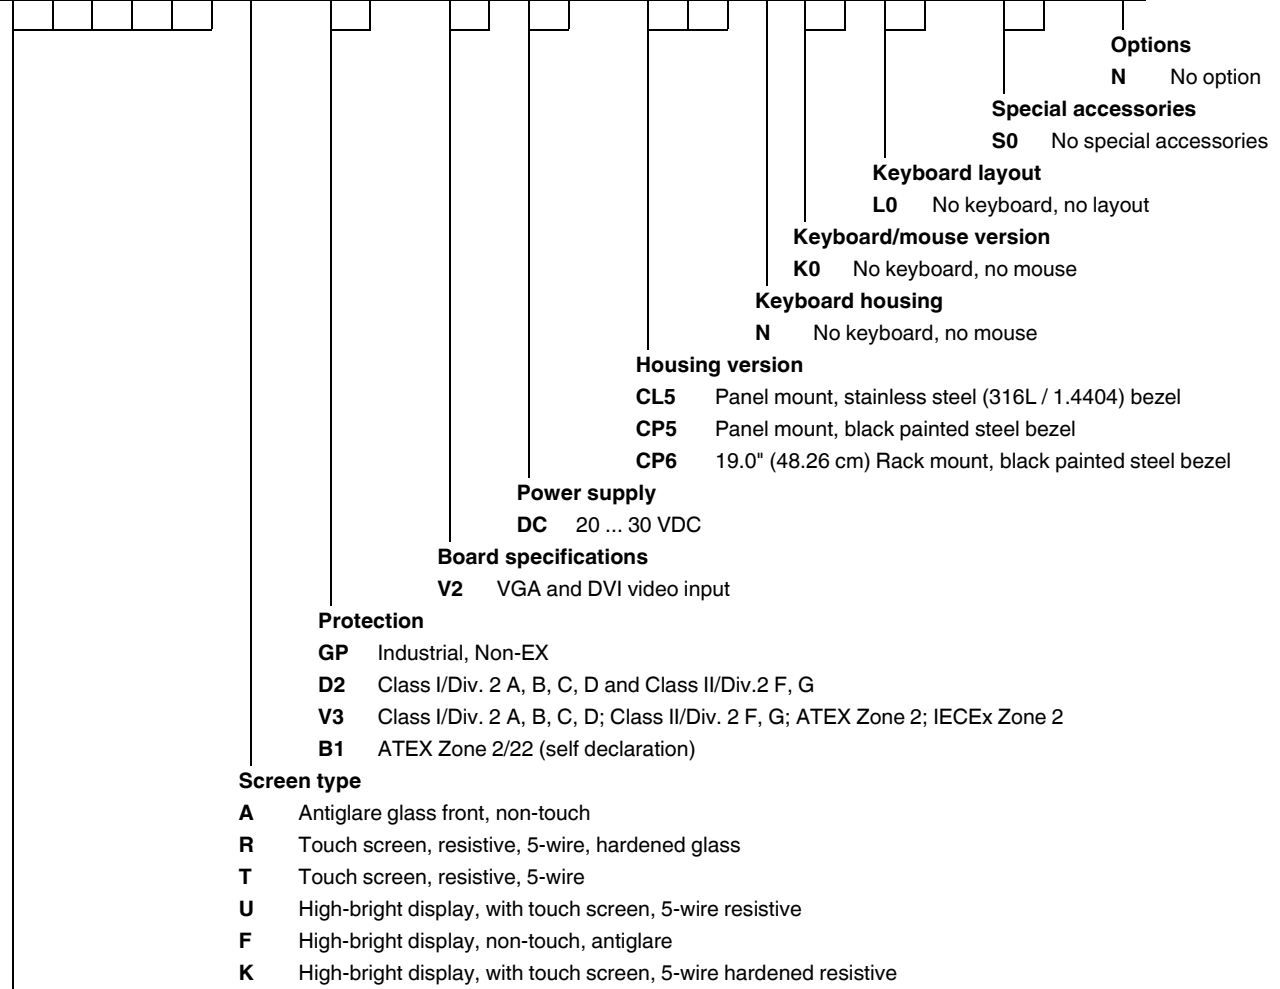 Options
N No option
Special accessories
S0 No special accessories
Keyboard layout
L0 No keyboard, no layout
Keyboard/mouse version
K0 No keyboard, no mouse
Keyboard housing
N No keyboard, no mouse
Housing version
CL5 Panel mount, stainless steel (316L / 1.4404) bezel
CP5 Panel mount, black painted steel bezel
CP6 19.0" (48.26 cm) Rack mount, black painted steel bezel
Power supply
DC 20 ... 30 VDC
Board specifications
V2 VGA and DVI video input
Protection
GP Industrial, Non-EX
D2 Class I/Div. 2 A, B, C, D and Class II/Div.2 F, G
V3 Class I/Div. 2 A, B, C, D; Class II/Div. 2 F, G; ATEX Zone 2; IECEx Zone 2
B1 ATEX Zone 2/22 (self declaration)
Screen type
A Antiglare glass front, non-touch
R Touch screen, resistive, 5-wire, hardened glass
T Touch screen, resistive, 5-wire
U High-bright display, with touch screen, 5-wire resistive
F High-bright display, non-touch, antiglare
K High-bright display, with touch screen, 5-wire hardened resistive